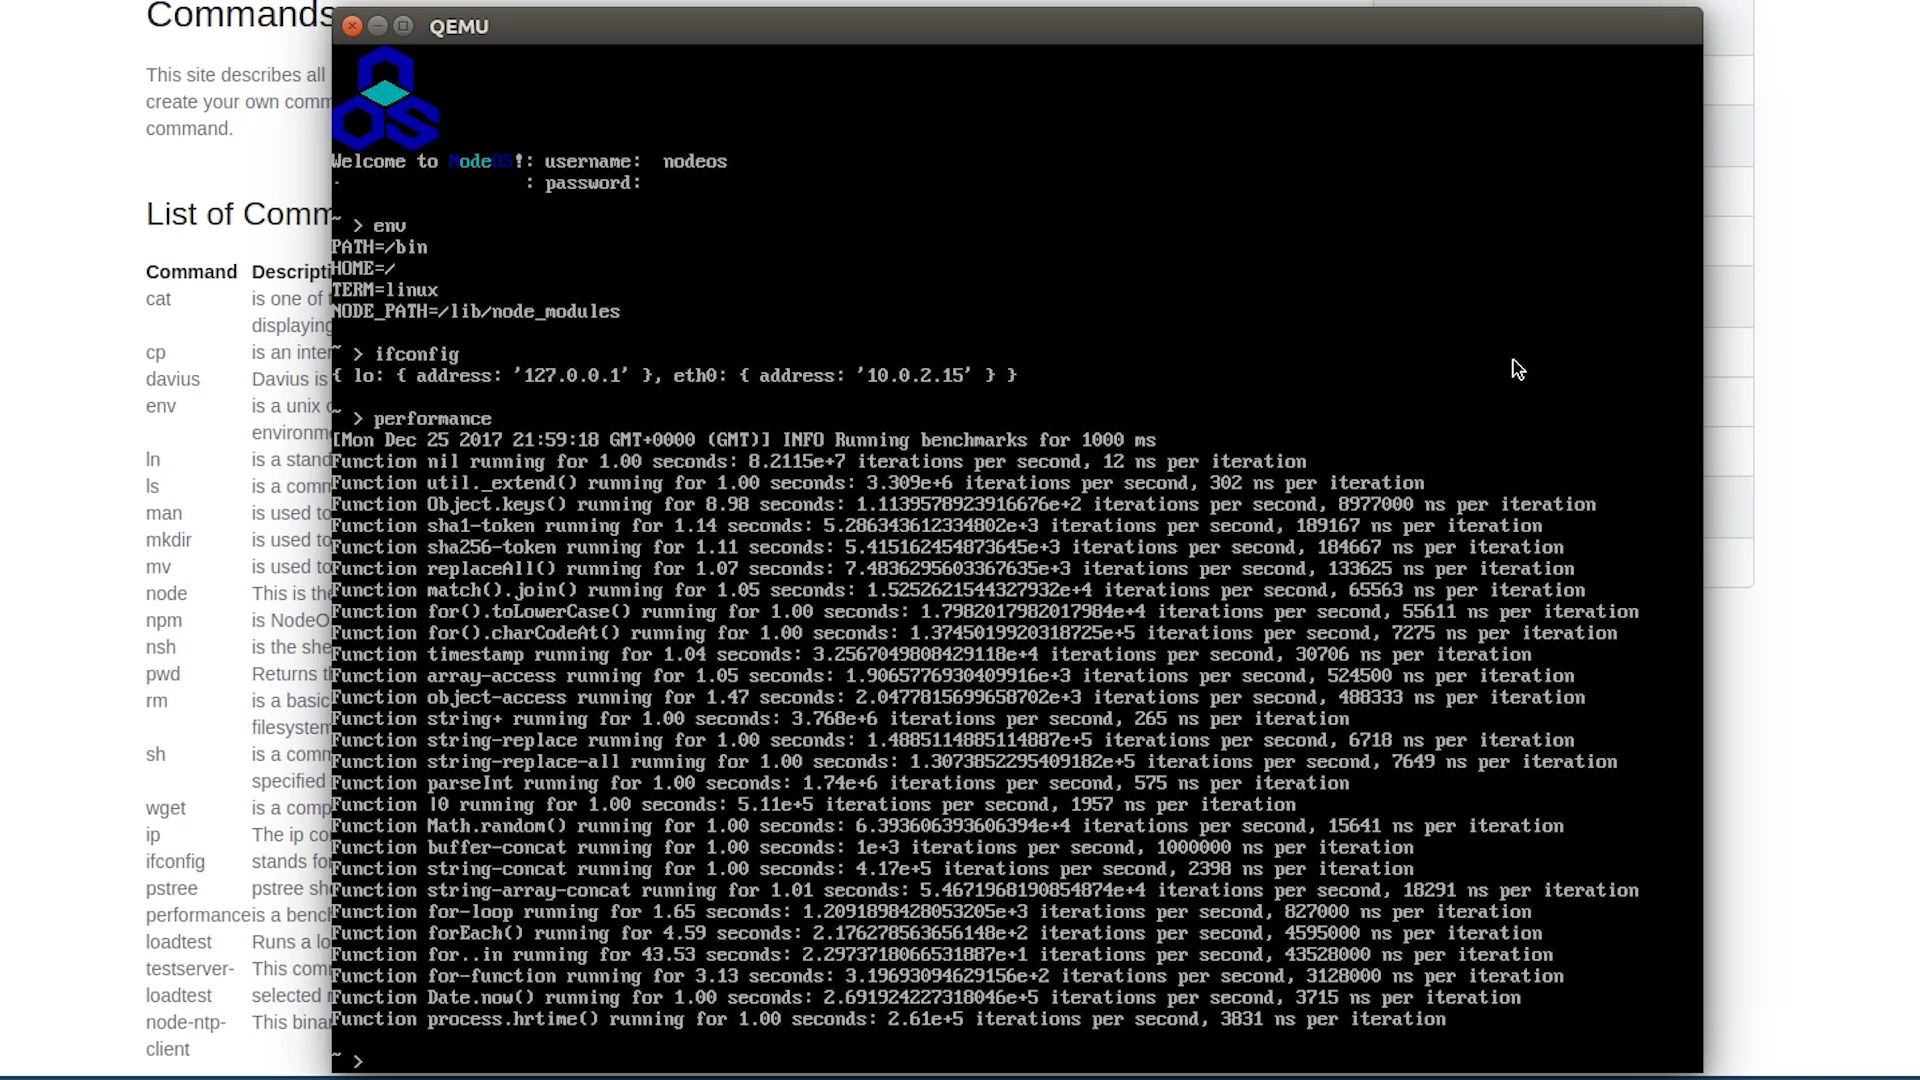 Commands
This site describes all
create your own comm
command.
List of Comm
Command Descripti
cat is one of t
displaying
cp is an inter
davius Davius is
env is a unix c
environme
ln is a stand
ls is a comm
man is used to
mkdir is used to
mv is used to
node This is the
npm is NodeO
nsh is the she
pwd Returns th
rm is a basic
filesystem
sh is a comm
specified
wget is a comp
ip The ip co
ifconfig stands for
pstree pstree sh
performance is a bench
loadtest Runs a lo
testserver- This comm
loadtest selected n
node-ntp- This binar
client
QEMU
OS
Welcome to NodeOS!: username: nodeos
- : password:
~ > env
PATH=/bin
HOME=/
TERM=linux
NODE_PATH=/lib/node_modules
~ > ifconfig
{ lo: { address: '127.0.0.1' }, eth0: { address: '10.0.2.15' } }
~ > performance
[Mon Dec 25 2017 21:59:18 GMT+0000 (GMT)] INFO Running benchmarks for 1000 ms
Function nil running for 1.00 seconds: 8.2115e+7 iterations per second, 12 ns per iteration
Function util._extend() running for 1.00 seconds: 3.309e+6 iterations per second, 302 ns per iteration
Function Object.keys() running for 8.98 seconds: 1.1139578923916676e+2 iterations per second, 8977000 ns per iteration
Function sha1-token running for 1.14 seconds: 5.286343612334802e+3 iterations per second, 189167 ns per iteration
Function sha256-token running for 1.11 seconds: 5.415162454873645e+3 iterations per second, 184667 ns per iteration
Function replaceAll() running for 1.07 seconds: 7.4836295603367635e+3 iterations per second, 133625 ns per iteration
Function match().join() running for 1.05 seconds: 1.5252621544327932e+4 iterations per second, 65563 ns per iteration
Function for().toLowerCase() running for 1.00 seconds: 1.7982017982017984e+4 iterations per second, 55611 ns per iteration
Function for().charCodeAt() running for 1.00 seconds: 1.3745019920318725e+5 iterations per second, 7275 ns per iteration
Function timestamp running for 1.04 seconds: 3.2567049808429118e+4 iterations per second, 30706 ns per iteration
Function array-access running for 1.05 seconds: 1.9065776930409916e+3 iterations per second, 524500 ns per iteration
Function object-access running for 1.47 seconds: 2.0477815699658702e+3 iterations per second, 488333 ns per iteration
Function string+ running for 1.00 seconds: 3.768e+6 iterations per second, 265 ns per iteration
Function string-replace running for 1.00 seconds: 1.4885114885114887e+5 iterations per second, 6718 ns per iteration
Function string-replace-all running for 1.00 seconds: 1.3073852295409182e+5 iterations per second, 7649 ns per iteration
Function parseInt running for 1.00 seconds: 1.74e+6 iterations per second, 575 ns per iteration
Function |0 running for 1.00 seconds: 5.11e+5 iterations per second, 1957 ns per iteration
Function Math.random() running for 1.00 seconds: 6.393606393606394e+4 iterations per second, 15641 ns per iteration
Function buffer-concat running for 1.00 seconds: 1e+3 iterations per second, 1000000 ns per iteration
Function string-concat running for 1.00 seconds: 4.17e+5 iterations per second, 2398 ns per iteration
Function string-array-concat running for 1.01 seconds: 5.4671968190854874e+4 iterations per second, 18291 ns per iteration
Function for-loop running for 1.65 seconds: 1.2091898428053205e+3 iterations per second, 827000 ns per iteration
Function forEach() running for 4.59 seconds: 2.176278563656148e+2 iterations per second, 4595000 ns per iteration
Function for..in running for 43.53 seconds: 2.2973718066531887e+1 iterations per second, 43528000 ns per iteration
Function for-function running for 3.13 seconds: 3.19693094629156e+2 iterations per second, 3128000 ns per iteration
Function Date.now() running for 1.00 seconds: 2.691924227318046e+5 iterations per second, 3715 ns per iteration
Function process.hrtime() running for 1.00 seconds: 2.61e+5 iterations per second, 3831 ns per iteration
~ >